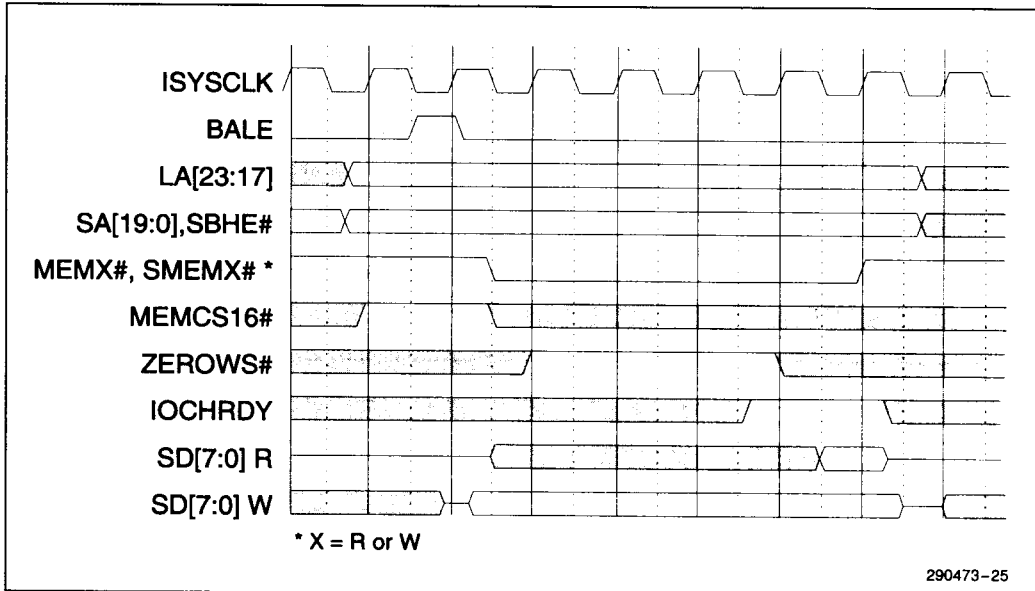 ISYSCLK
BALE
LA[23:17]
SA[19:0],SBHE#
MEMX#, SMEMX# *
MEMCS16#
ZEROWS#
IOCHRDY
SD[7:0] R
SD[7:0] W
* X = R or W
290473-25